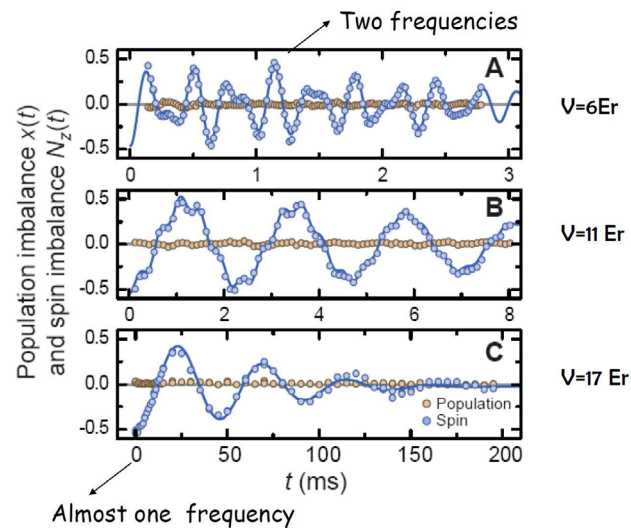 Two frequencies
Population imbalance x(t)
and spin imbalance N_z(t)
0.5
0.0
-0.5
A
V=6Er
0 1 2 3
0.5
0.0
-0.5
B
V=11 Er
0 2 4 6 8
0.5
0.0
-0.5
C
Population
Spin
V=17 Er
0 50 100 150 200
t (ms)
Almost one frequency